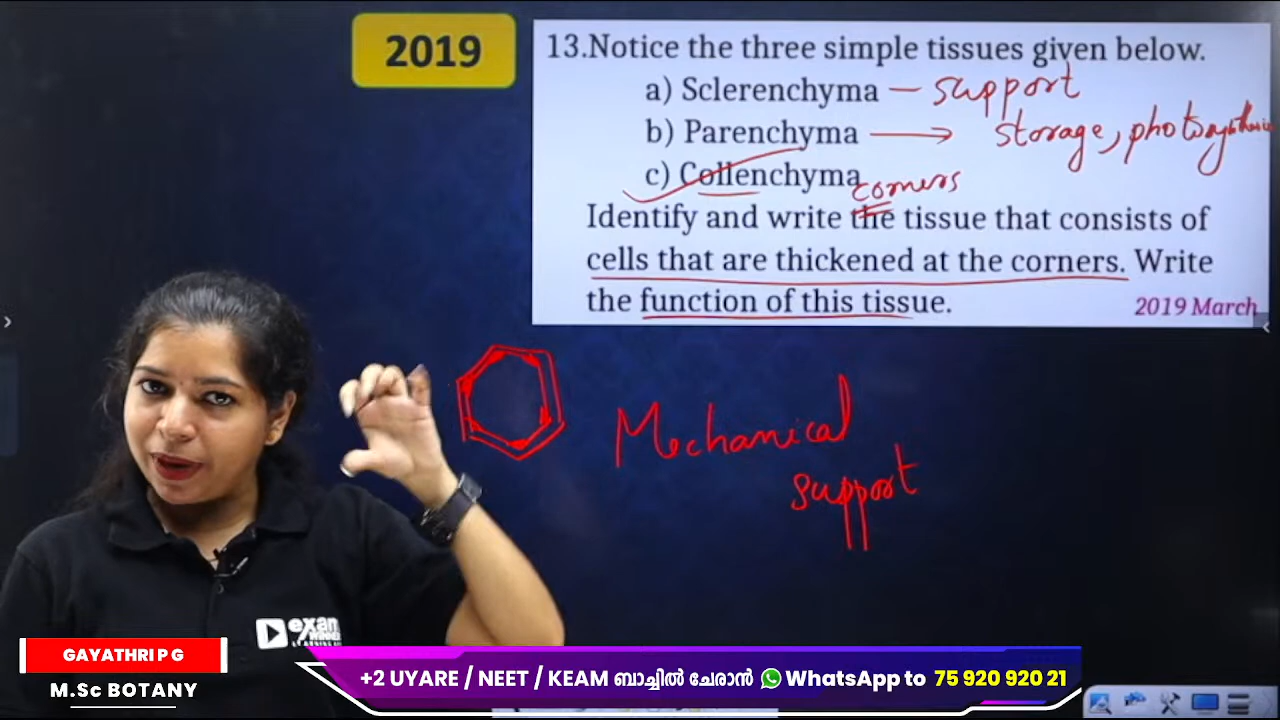 2019
13.Notice the three simple tissues given below.
a) Sclerenchyma – support
b) Parenchyma → storage, photosynthesis
c) Collenchyma
corners
Identify and write the tissue that consists of
cells that are thickened at the corners. Write
the function of this tissue.
2019 March
Mechanical
support
exam
WINNER
GAYATHRI P G
M.Sc BOTANY
+2 UYARE / NEET / KEAM ബാച്ചിൽ ചേരാൻ WhatsApp to 75 920 920 21